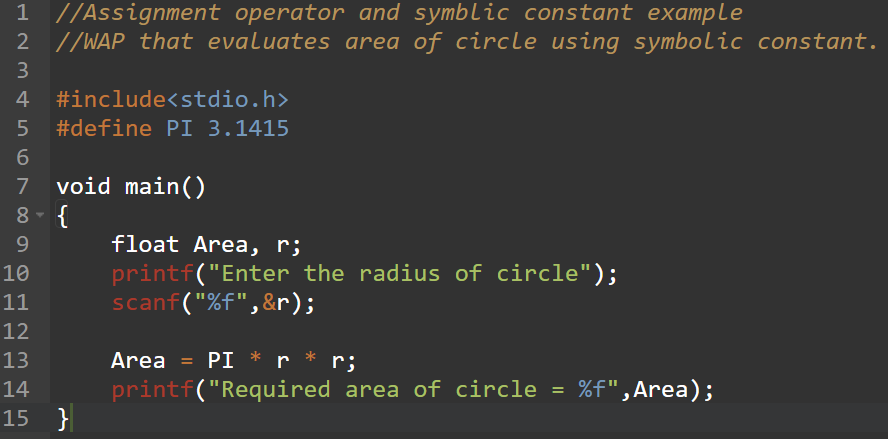 1 //Assignment operator and symblic constant example
2 //WAP that evaluates area of circle using symbolic constant.
3
4 #include<stdio.h>
5 #define PI 3.1415
6
7 void main()
8 {
9     float Area, r;
10     printf("Enter the radius of circle");
11     scanf("%f",&r);
12
13     Area = PI * r * r;
14     printf("Required area of circle = %f",Area);
15 }